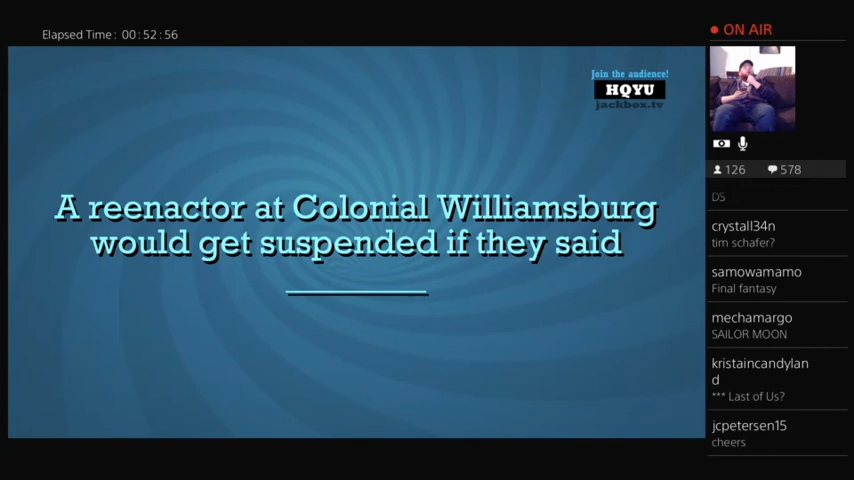 Elapsed Time: 00:52:56
ON AIR
Join the audience!
HQYU
jackbox.tv
A reenactor at Colonial Williamsburg
would get suspended if they said
126 578
DS
crystall34n
tim schafer?
samowamamo
Final fantasy
mechamargo
SAILOR MOON
kristaincandylan
d
*** Last of Us?
jcpetersen15
cheers